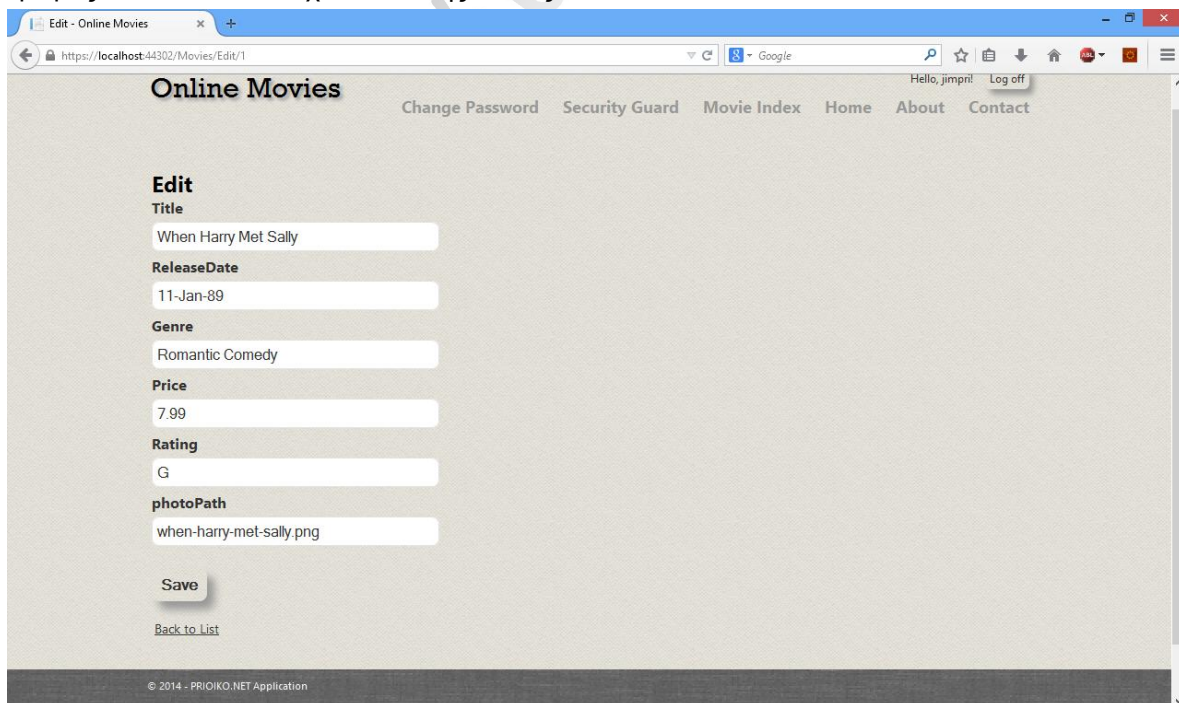 Edit - Online Movies
https://localhost:44302/Movies/Edit/1
8 Google
ABL
Online Movies
Hello, jimpri! Log off
Change Password Security Guard Movie Index Home About Contact
Edit
Title
When Harry Met Sally
ReleaseDate
11-Jan-89
Genre
Romantic Comedy
Price
7.99
Rating
G
photoPath
when-harry-met-sally.png
Save
Back to List
© 2014 - PRIOIKO.NET Application